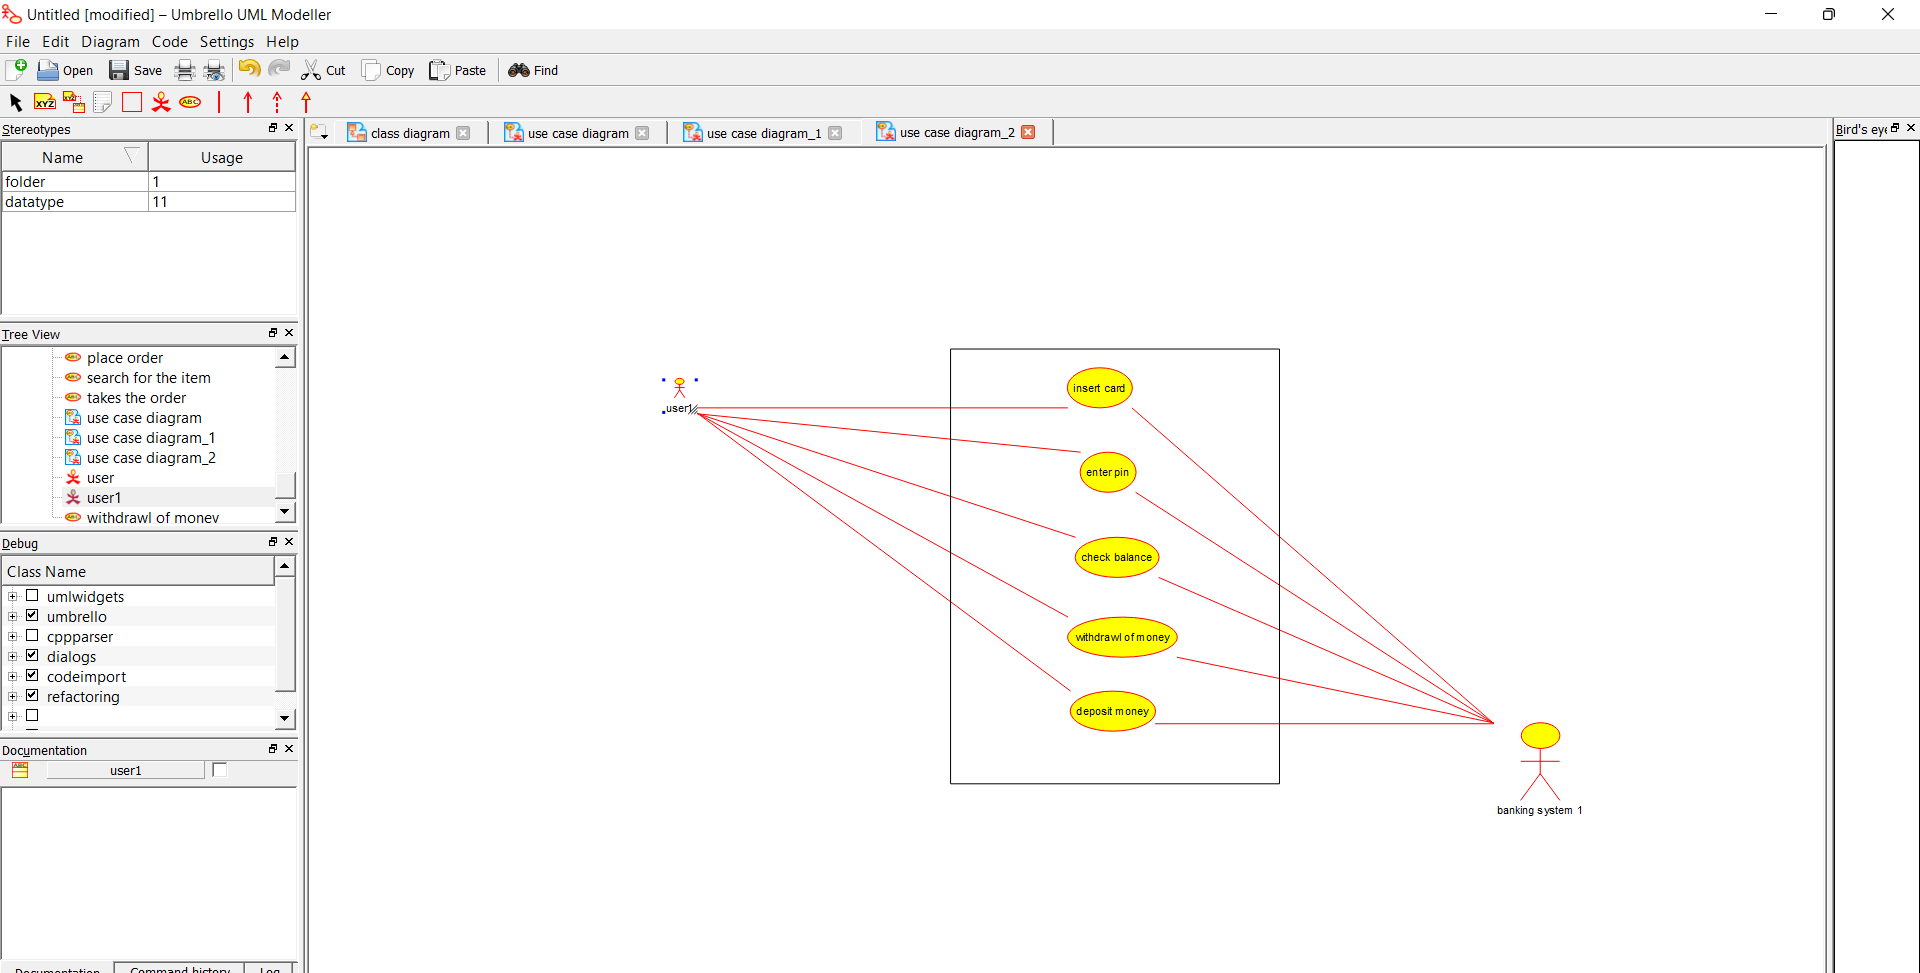 Untitled [modified] – Umbrello UML Modeller
File Edit Diagram Code Settings Help
Open Save Cut Copy Paste Find
XYZ XYZ ABC
Stereotypes
Name Usage
folder 1
datatype 11
Tree View
place order
search for the item
takes the order
use case diagram
use case diagram_1
use case diagram_2
user
user1
withdrawl of money
Debug
Class Name
umlwidgets
umbrello
cppparser
dialogs
codeimport
refactoring
Documentation
user1
Documentation Command history Log
class diagram use case diagram use case diagram_1 use case diagram_2
user1
insert card
enter pin
check balance
withdrawl of money
deposit money
banking system 1
Bird's eye